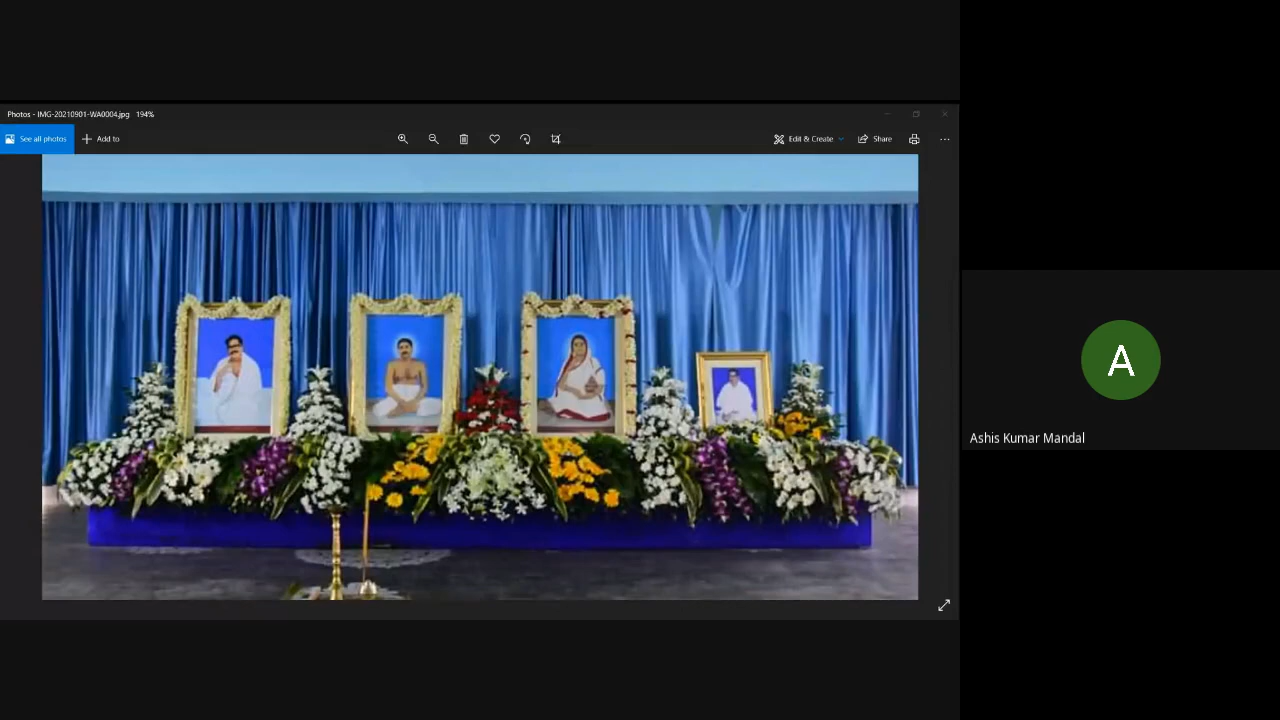 Photos - IMG-20210901-WA0004.jpg 194%
See all photos
Add to
Edit & Create
Share
A
Ashis Kumar Mandal